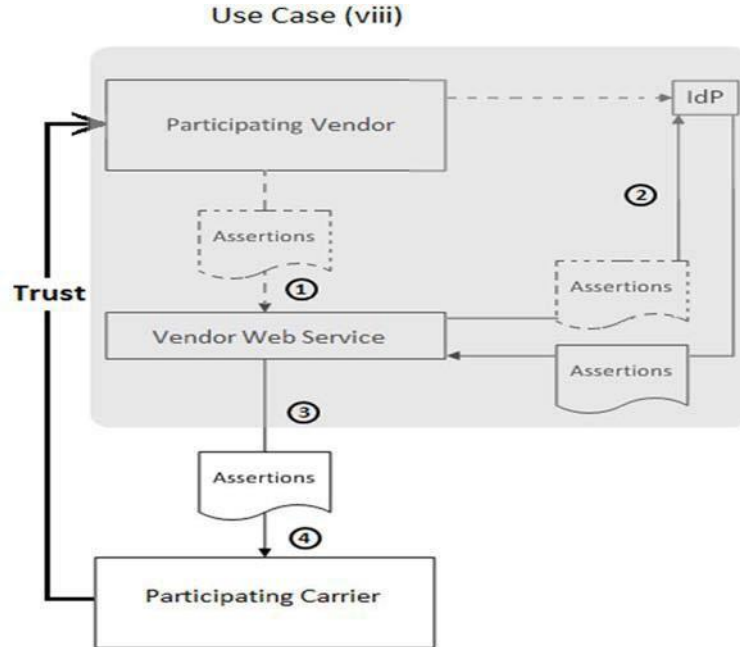 Use Case (viii)
Participating Vendor
IdP
2
Assertions
Assertions
Trust
1
Vendor Web Service
Assertions
3
Assertions
4
Participating Carrier